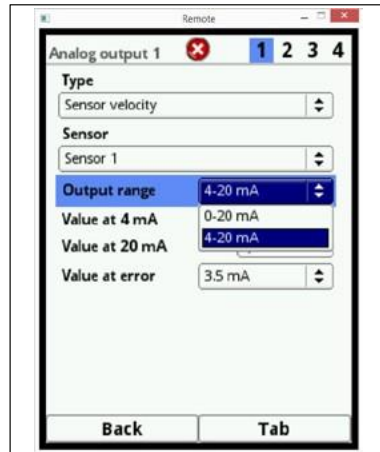 Remote
Analog output 1 1 2 3 4
Type
Sensor velocity
Sensor
Sensor 1
Output range 4-20 mA
Value at 4 mA 0-20 mA
4-20 mA
Value at 20 mA
Value at error 3.5 mA
Back Tab